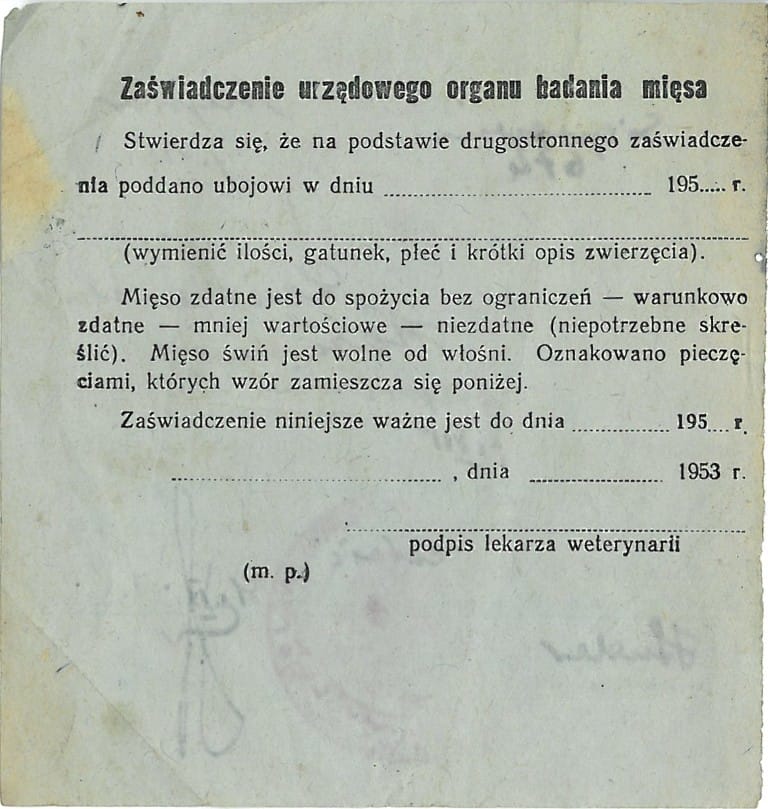 Zaświadczenie urzędowego organu badania mięsa
Stwierdza się, że na podstawie drugostronnego zaświadcze-
nia poddano ubojowi w dniu .............................. 195..... r.
................................................................
(wymienić ilości, gatunek, płeć i krótki opis zwierzęcia).
Mięso zdatne jest do spożycia bez ograniczeń — warunkowo
zdatne — mniej wartościowe — niezdatne (niepotrzebne skre-
ślić). Mięso świń jest wolne od włośni. Oznakowano pieczę-
ciami, których wzór zamieszcza się poniżej.
Zaświadczenie niniejsze ważne jest do dnia .............. 195.... r.
.............................. , dnia .............. 1953 r.
................................................................
podpis lekarza weterynarii
(m. p.)